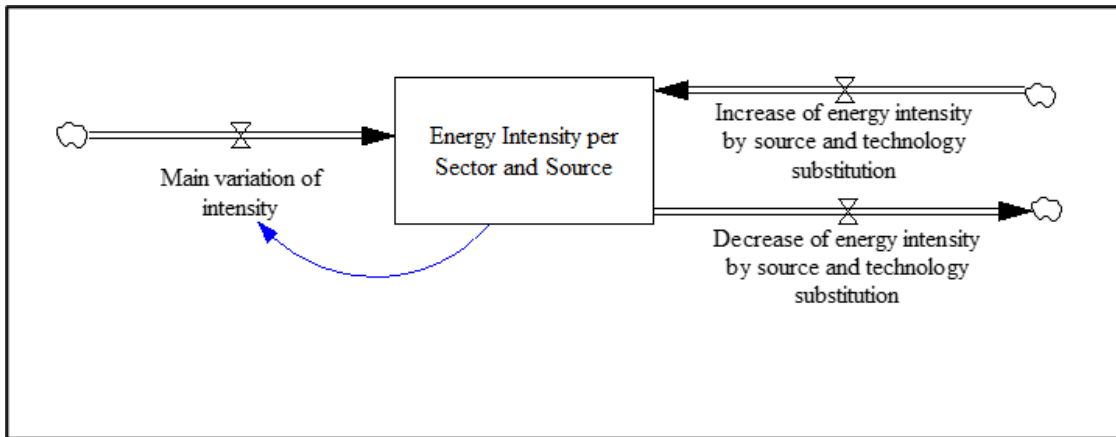 Energy Intensity per
Sector and Source
Main variation of
intensity
Increase of energy intensity
by source and technology
substitution
Decrease of energy intensity
by source and technology
substitution